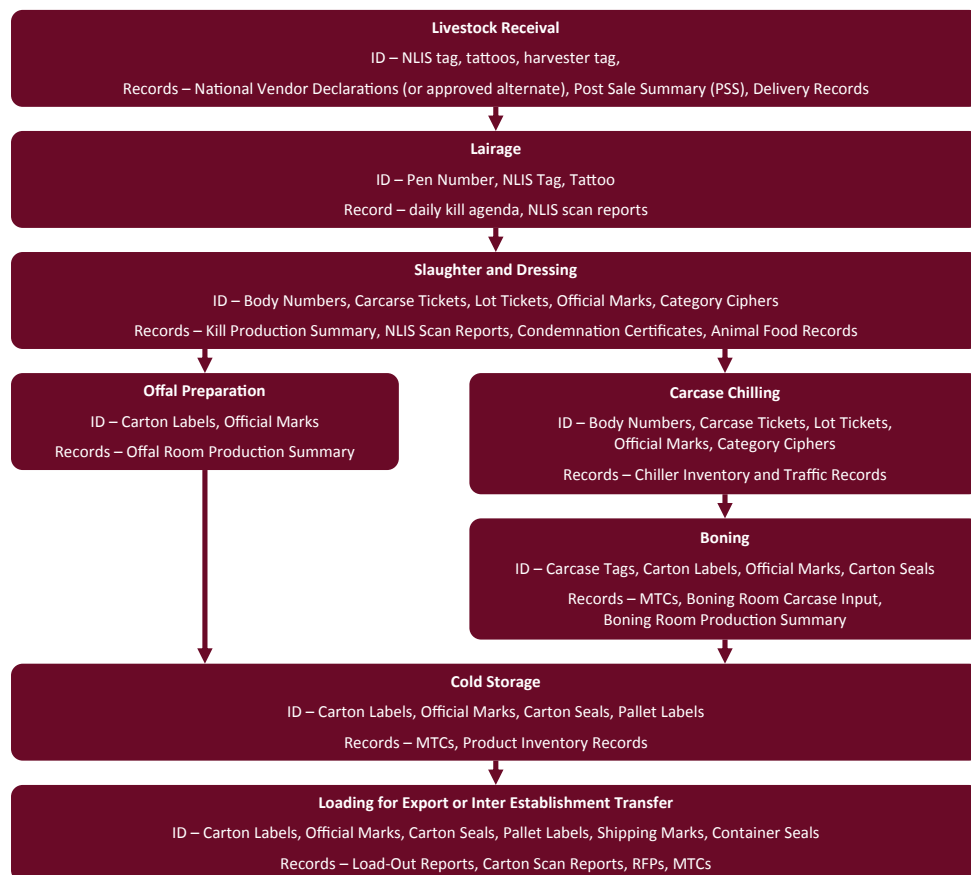 Livestock Receival
ID – NLIS tag, tattoos, harvester tag,
Records – National Vendor Declarations (or approved alternate), Post Sale Summary (PSS), Delivery Records
Lairage
ID – Pen Number, NLIS Tag, Tattoo
Record – daily kill agenda, NLIS scan reports
Slaughter and Dressing
ID – Body Numbers, Carcarse Tickets, Lot Tickets, Official Marks, Category Ciphers
Records – Kill Production Summary, NLIS Scan Reports, Condemnation Certificates, Animal Food Records
Offal Preparation
ID – Carton Labels, Official Marks
Records – Offal Room Production Summary
Carcase Chilling
ID – Body Numbers, Carcase Tickets, Lot Tickets,
Official Marks, Category Ciphers
Records – Chiller Inventory and Traffic Records
Boning
ID – Carcase Tags, Carton Labels, Official Marks, Carton Seals
Records – MTCs, Boning Room Carcase Input,
Boning Room Production Summary
Cold Storage
ID – Carton Labels, Official Marks, Carton Seals, Pallet Labels
Records – MTCs, Product Inventory Records
Loading for Export or Inter Establishment Transfer
ID – Carton Labels, Official Marks, Carton Seals, Pallet Labels, Shipping Marks, Container Seals
Records – Load-Out Reports, Carton Scan Reports, RFPs, MTCs